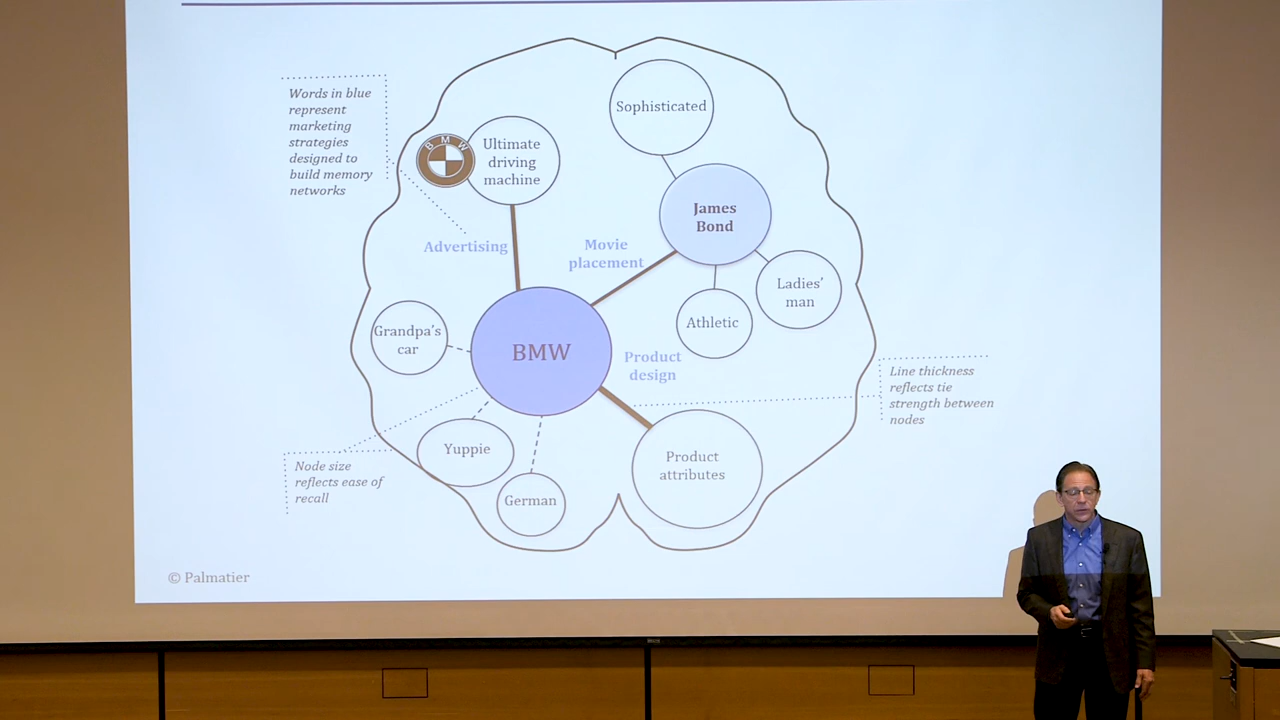 Words in blue
represent
marketing
strategies
designed to
build memory
networks
Sophisticated
BMW
Ultimate
driving
machine
James
Bond
Advertising
Movie
placement
Ladies'
man
Athletic
Grandpa's
car
BMW
Product
design
Line thickness
reflects tie
strength between
nodes
Yuppie
Product
attributes
Node size
reflects ease of
recall
German
© Palmatier